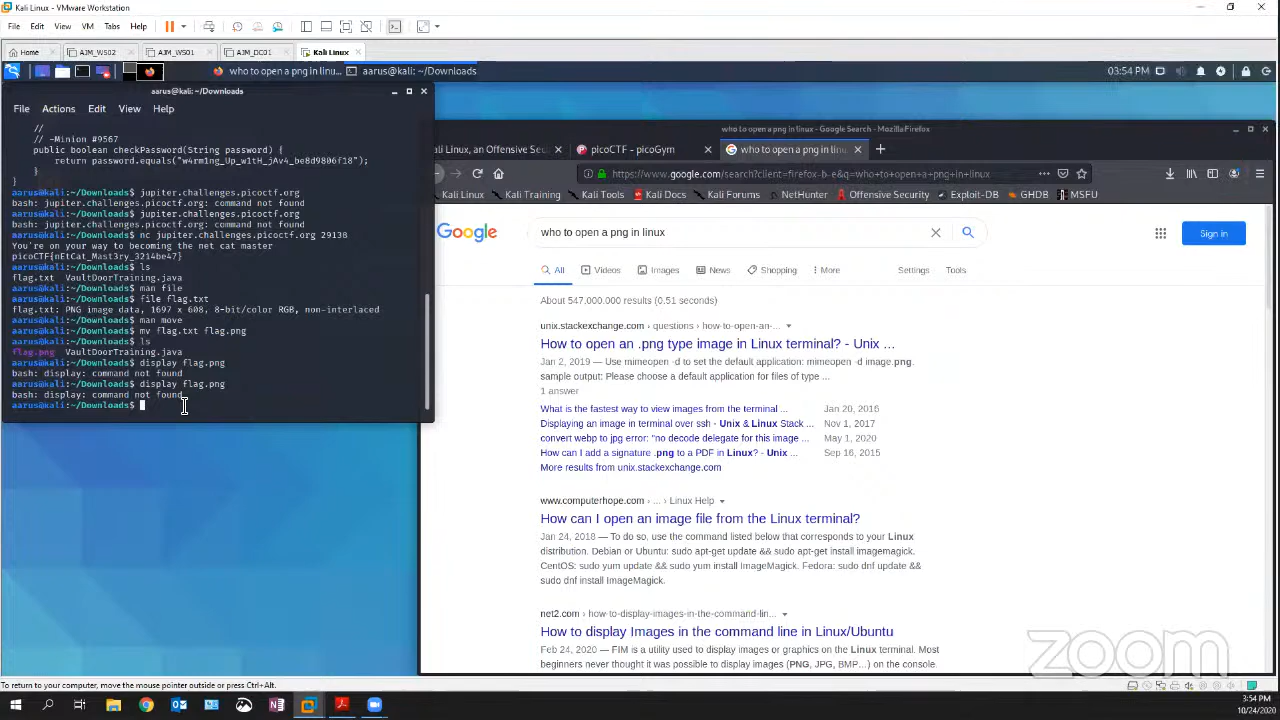 Kali Linux - VMware Workstation
File Edit View VM Tabs Help
Home AJM_WS02 AJM_WS01 AJM_DC01 Kali Linux
who to open a png in linu... aarus@kali: ~/Downloads 03:54 PM
aarus@kali:~/Downloads
File Actions Edit View Help
//
// -Minion #9567
public boolean checkPassword(String password) {
return password.equals("w4rm1ng_Up_w1tH_jAv4_be8d9806f18");
}
}
aarus@kali:~/Downloads$ jupiter.challenges.picoctf.org
bash: jupiter.challenges.picoctf.org: command not found
aarus@kali:~/Downloads$ jupiter.challenges.picoctf.org
bash: jupiter.challenges.picoctf.org: command not found
aarus@kali:~/Downloads$ nc jupiter.challenges.picoctf.org 29138
You're on your way to becoming the net cat master
picoCTF{nEtCat_Mast3ry_3214be47}
aarus@kali:~/Downloads$ ls
flag.txt VaultDoorTraining.java
aarus@kali:~/Downloads$ man file
aarus@kali:~/Downloads$ file flag.txt
flag.txt: PNG image data, 1697 x 608, 8-bit/color RGB, non-interlaced
aarus@kali:~/Downloads$ man move
aarus@kali:~/Downloads$ mv flag.txt flag.png
aarus@kali:~/Downloads$ ls
flag.png VaultDoorTraining.java
aarus@kali:~/Downloads$ display flag.png
bash: display: command not found
aarus@kali:~/Downloads$ display flag.png
bash: display: command not found
aarus@kali:~/Downloads$
who to open a png in linux - Google Search - Mozilla Firefox
ali Linux, an Offensive Sec picoCTF - picoGym who to open a png in linu
https://www.google.com/search?client=firefox-b-e&q=who+to+open+a+png+in+linux
Kali Linux Kali Training Kali Tools Kali Docs Kali Forums NetHunter Offensive Security GHDB MSFU
Google
who to open a png in linux
Sign in
All Videos Images News Shopping More Settings Tools
About 547,000,000 results (0.51 seconds)
unix.stackexchange.com › questions › how-to-open-an-...
How to open an .png type image in Linux terminal? - Unix ...
Jan 2, 2019 — Use mimeopen -d to set the default application: mimeopen -d image.png.
sample output: Please choose a default application for files of type ...
1 answer
What is the fastest way to view images from the terminal ... Jan 20, 2016
Displaying an image in terminal over ssh - Unix & Linux Stack ... Nov 1, 2017
convert webp to jpg error: "no decode delegate for this image ... May 1, 2020
How can I add a signature .png to a PDF in Linux? - Unix ... Sep 16, 2015
More results from unix.stackexchange.com
www.computerhope.com › ... › Linux Help
How can I open an image file from the Linux terminal?
Jan 24, 2018 — To do so, use the command listed below that corresponds to your Linux
distribution. Debian or Ubuntu: sudo apt-get update && sudo apt-get install imagemagick.
CentOS: sudo yum update && sudo yum install ImageMagick. Fedora: sudo dnf update &&
sudo dnf install ImageMagick.
net2.com › how-to-display-images-in-the-command-lin...
How to display Images in the command line in Linux/Ubuntu
Feb 24, 2020 — FIM is a utility used to display images or graphics on the Linux terminal. Most
beginners never thought it was possible to display images (PNG, JPG, BMP...) on the console.
zoom
To return to your computer, move the mouse pointer outside or press Ctrl+Alt.
3:54 PM
10/24/2020